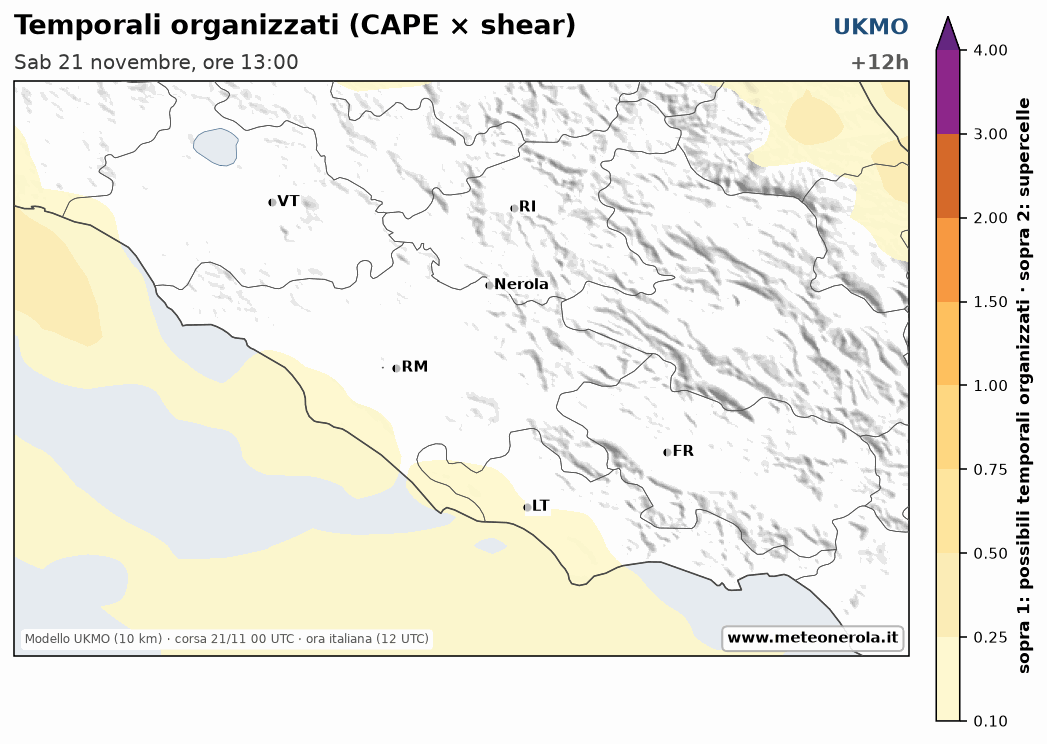 Temporali organizzati (CAPE × shear)
UKMO
Sab 21 novembre, ore 13:00
+12h
VT
RI
Nerola
RM
FR
LT
Modello UKMO (10 km) · corsa 21/11 00 UTC · ora italiana (12 UTC)
www.meteonerola.it
4.00
3.00
2.00
1.50
1.00
0.75
0.50
0.25
0.10
sopra 1: possibili temporali organizzati · sopra 2: supercelle